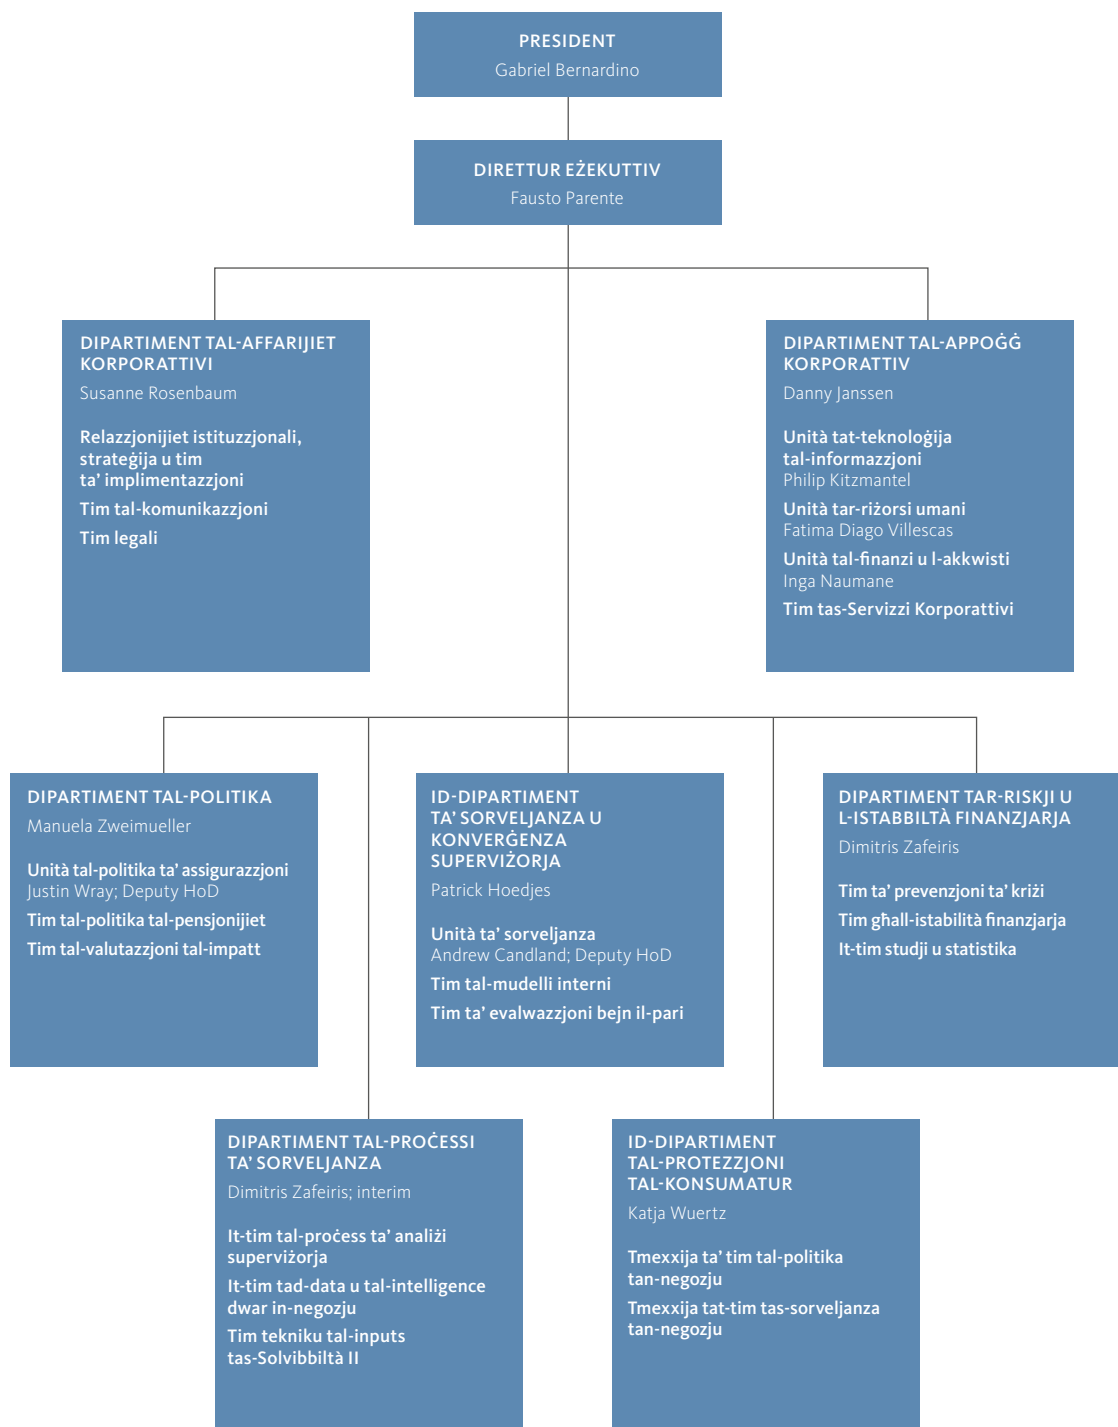 PRESIDENT
Gabriel Bernardino
DIRETTUR EŻEKUTTIV
Fausto Parente
DIPARTIMENT TAL-AFFARIJIET
KORPORATTIVI
Susanne Rosenbaum
Relazzjonijiet istituzzjonali,
strateġija u tim
ta’ implimentazzjoni
Tim tal-komunikazzjoni
Tim legali
DIPARTIMENT TAL-APPOĠĠ
KORPORATTIV
Danny Janssen
Unità tat-teknoloġija
tal-informazzjoni
Philip Kitzmantel
Unità tar-riżorsi umani
Fatima Diago Villescas
Unità tal-finanzi u l-akkwisti
Inga Naumane
Tim tas-Servizzi Korporattivi
DIPARTIMENT TAL-POLITIKA
Manuela Zweimueller
Unità tal-politika ta’ assigurazzjoni
Justin Wray; Deputy HoD
Tim tal-politika tal-pensjonijiet
Tim tal-valutazzjoni tal-impatt
ID-DIPARTIMENT
TA’ SORVELJANZA U
KONVERĠENZA
SUPERVIŻORJA
Patrick Hoedjes
Unità ta’ sorveljanza
Andrew Candland; Deputy HoD
Tim tal-mudelli interni
Tim ta’ evalwazzjoni bejn il-pari
DIPARTIMENT TAR-RISKJI U
L-ISTABBILTÀ FINANZJARJA
Dimitris Zafeiris
Tim ta’ prevenzjoni ta’ kriżi
Tim għall-istabilità finanzjarja
It-tim studji u statistika
DIPARTIMENT TAL-PROĊESSI
TA’ SORVELJANZA
Dimitris Zafeiris; interim
It-tim tal-proċess ta’ analiżi
superviżorja
It-tim tad-data u tal-intelligence
dwar in-negozju
Tim tekniku tal-inputs
tas-Solvibbiltà II
ID-DIPARTIMENT
TAL-PROTEZZJONI
TAL-KONSUMATUR
Katja Wuertz
Tmexxija ta’ tim tal-politika
tan-negozju
Tmexxija tat-tim tas-sorveljanza
tan-negozju